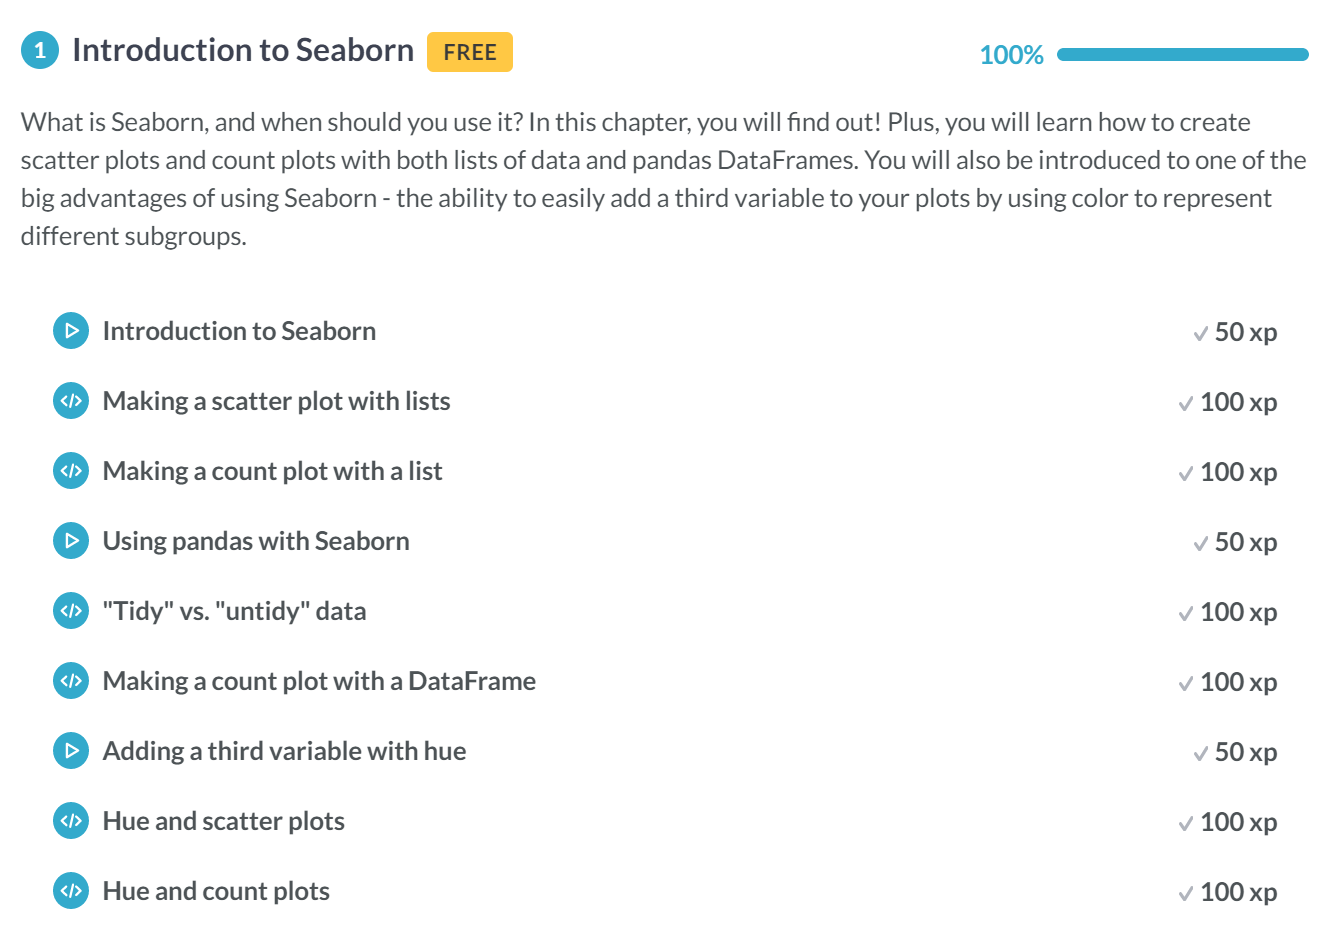 1 Introduction to Seaborn FREE 100%
What is Seaborn, and when should you use it? In this chapter, you will find out! Plus, you will learn how to create
scatter plots and count plots with both lists of data and pandas DataFrames. You will also be introduced to one of the
big advantages of using Seaborn - the ability to easily add a third variable to your plots by using color to represent
different subgroups.
Introduction to Seaborn 50 xp
Making a scatter plot with lists 100 xp
Making a count plot with a list 100 xp
Using pandas with Seaborn 50 xp
"Tidy" vs. "untidy" data 100 xp
Making a count plot with a DataFrame 100 xp
Adding a third variable with hue 50 xp
Hue and scatter plots 100 xp
Hue and count plots 100 xp